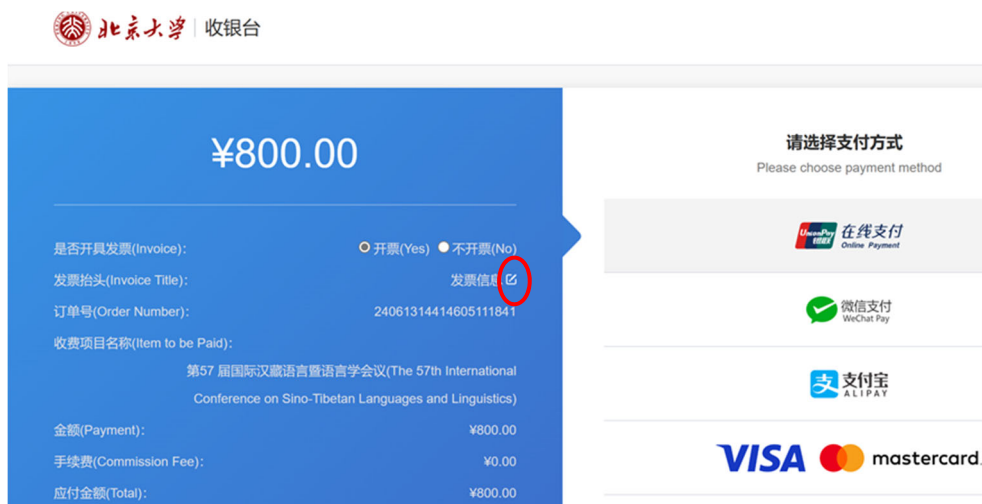 北京大学 收银台
¥800.00
是否开具发票(Invoice): 开票(Yes) 不开票(No)
发票抬头(Invoice Title): 发票信息
订单号(Order Number): 24061314414605111841
收费项目名称(Item to be Paid):
第57 届国际汉藏语言暨语言学会议(The 57th International
Conference on Sino-Tibetan Languages and Linguistics)
金额(Payment): ¥800.00
手续费(Commission Fee): ¥0.00
应付金额(Total): ¥800.00
请选择支付方式
Please choose payment method
UnionPay 银联 在线支付
Online Payment
微信支付
WeChat Pay
支 支付宝
ALIPAY
VISA mastercard.